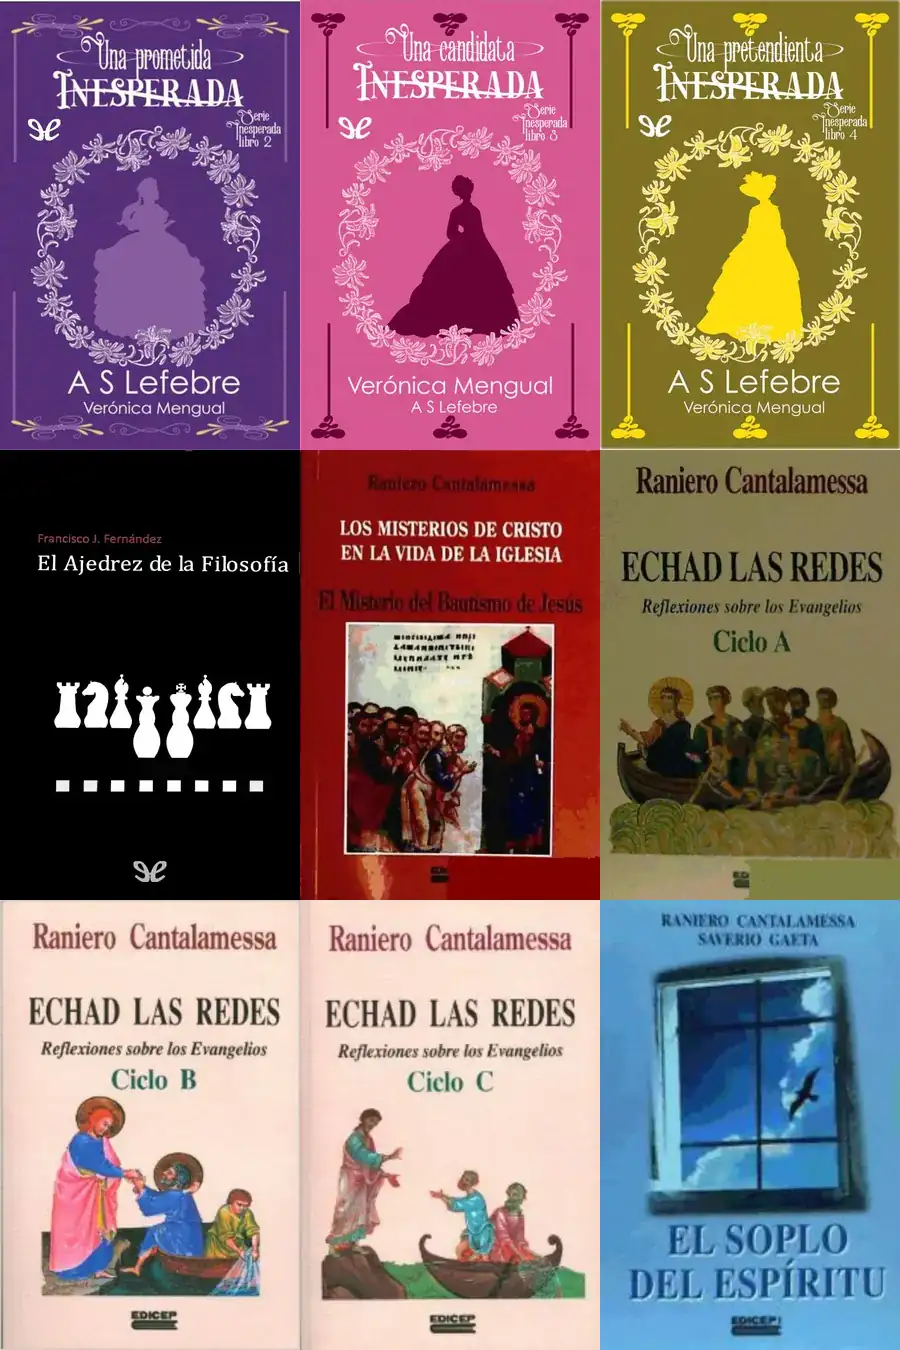 Una prometida
INESPERADA
Serie
Inesperada
libro 2
A S Lefebre
Verónica Mengual
Una candidata
INESPERADA
Serie
Inesperada
libro 3
Verónica Mengual
A S Lefebre
Una pretendienta
INESPERADA
Serie
Inesperada
libro 4
A S Lefebre
Verónica Mengual
Francisco J. Fernández
El Ajedrez de la Filosofía
Raniero Cantalamessa
LOS MISTERIOS DE CRISTO
EN LA VIDA DE LA IGLESIA
El Misterio del Bautismo de Jesús
Raniero Cantalamessa
ECHAD LAS REDES
Reflexiones sobre los Evangelios
Ciclo A
Raniero Cantalamessa
ECHAD LAS REDES
Reflexiones sobre los Evangelios
Ciclo B
EDICEP
Raniero Cantalamessa
ECHAD LAS REDES
Reflexiones sobre los Evangelios
Ciclo C
EDICEP
RANIERO CANTALAMESSA
SAVERIO GAETA
EL SOPLO
DEL ESPÍRITU
EDICEP